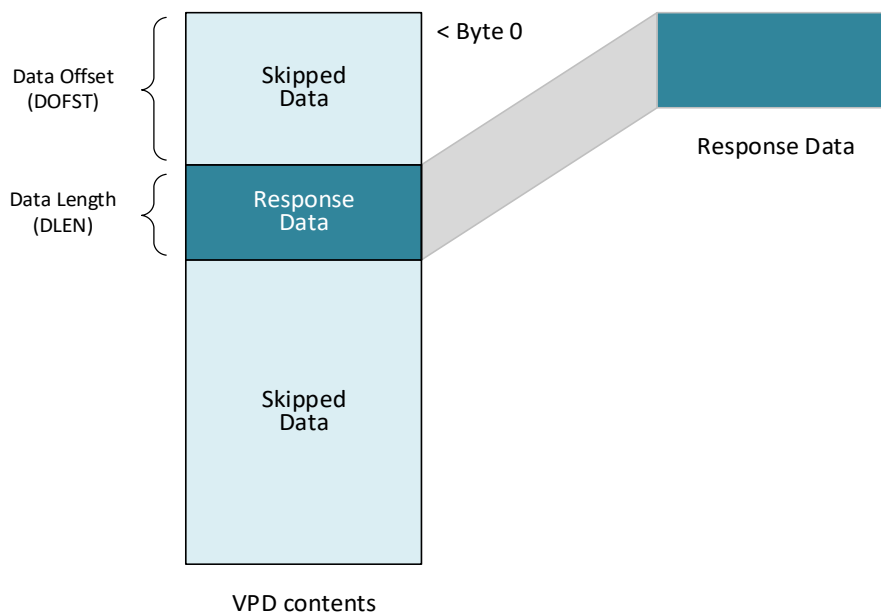 < Byte 0
Data Offset
(DOFST)
Skipped
Data
Response Data
Data Length
(DLEN)
Response
Data
Skipped
Data
VPD contents